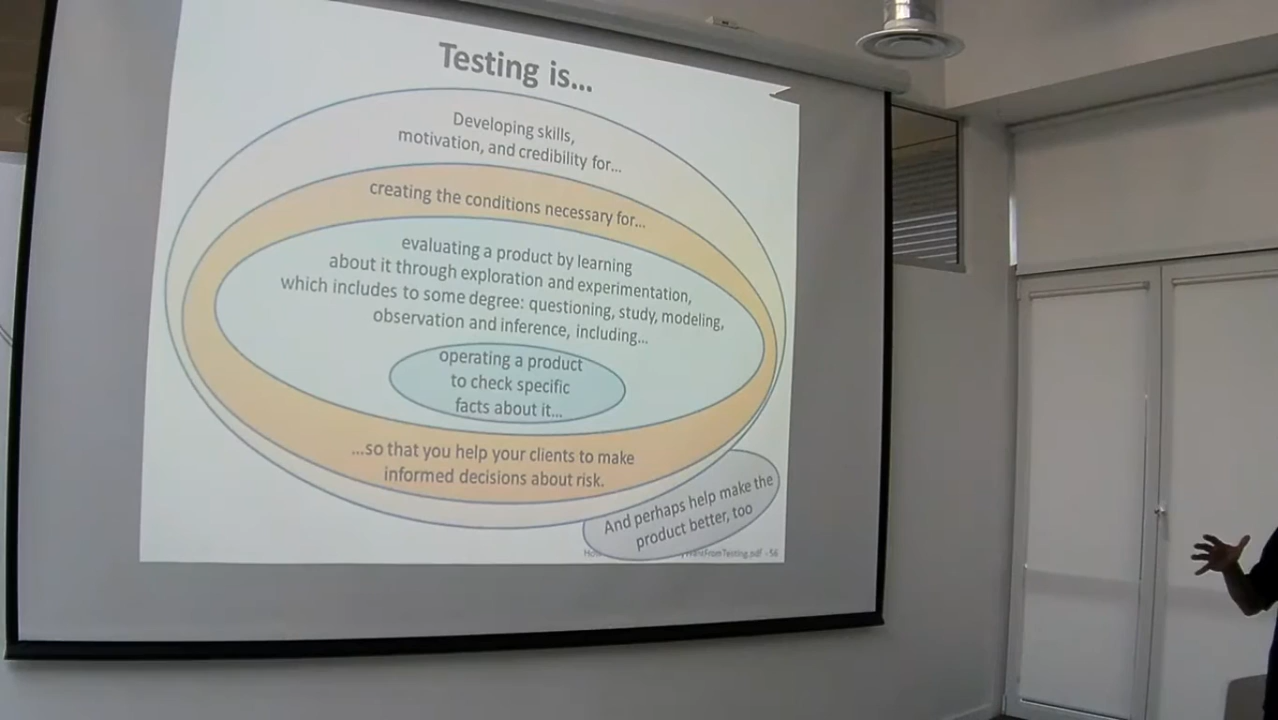 Testing is...
Developing skills,
motivation, and credibility for...
creating the conditions necessary for...
evaluating a product by learning
about it through exploration and experimentation,
which includes to some degree: questioning, study, modeling,
observation and inference, including...
operating a product
to check specific
facts about it...
...so that you help your clients to make
informed decisions about risk.
And perhaps help make the
product better, too
FromTesting.pdf - 56